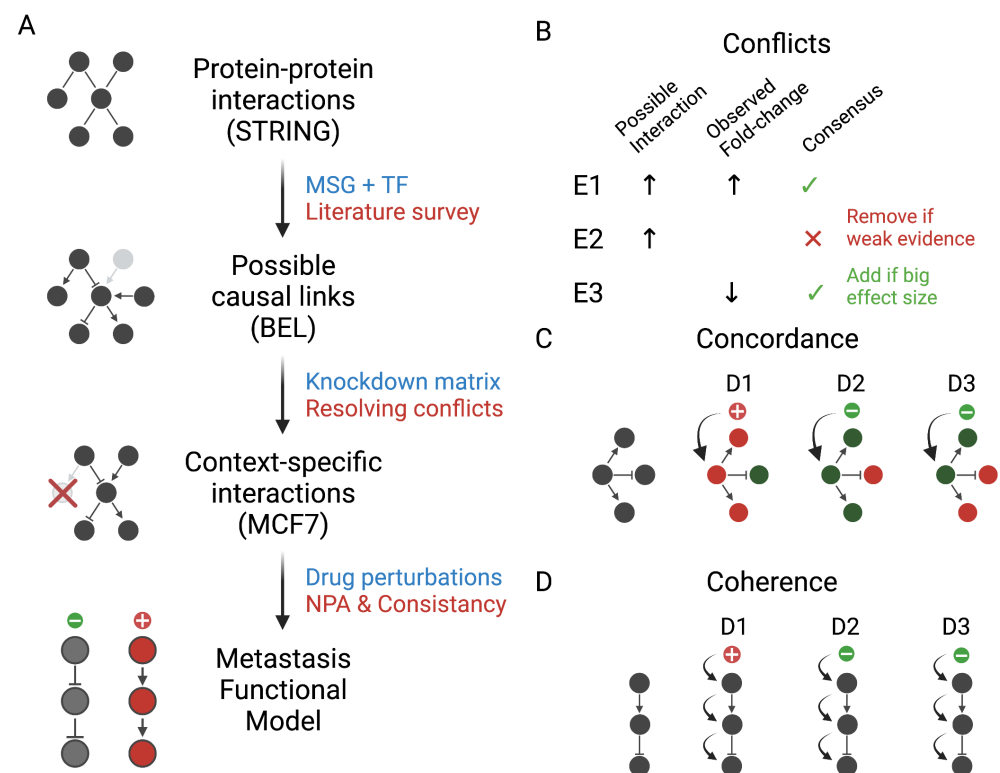 A
Protein-protein
interactions
(STRING)
MSG + TF
Literature survey
Possible
causal links
(BEL)
Knockdown matrix
Resolving conflicts
Context-specific
interactions
(MCF7)
Drug perturbations
NPA & Consistancy
Metastasis
Functional
Model
B
Conflicts
Possible
Interaction
Observed
Fold-change
Consensus
E1 ↑ ↑ ✓
E2 ↑ ✕ Remove if
weak evidence
E3 ↓ ✓ Add if big
effect size
C
Concordance
D1 D2 D3
D
Coherence
D1 D2 D3